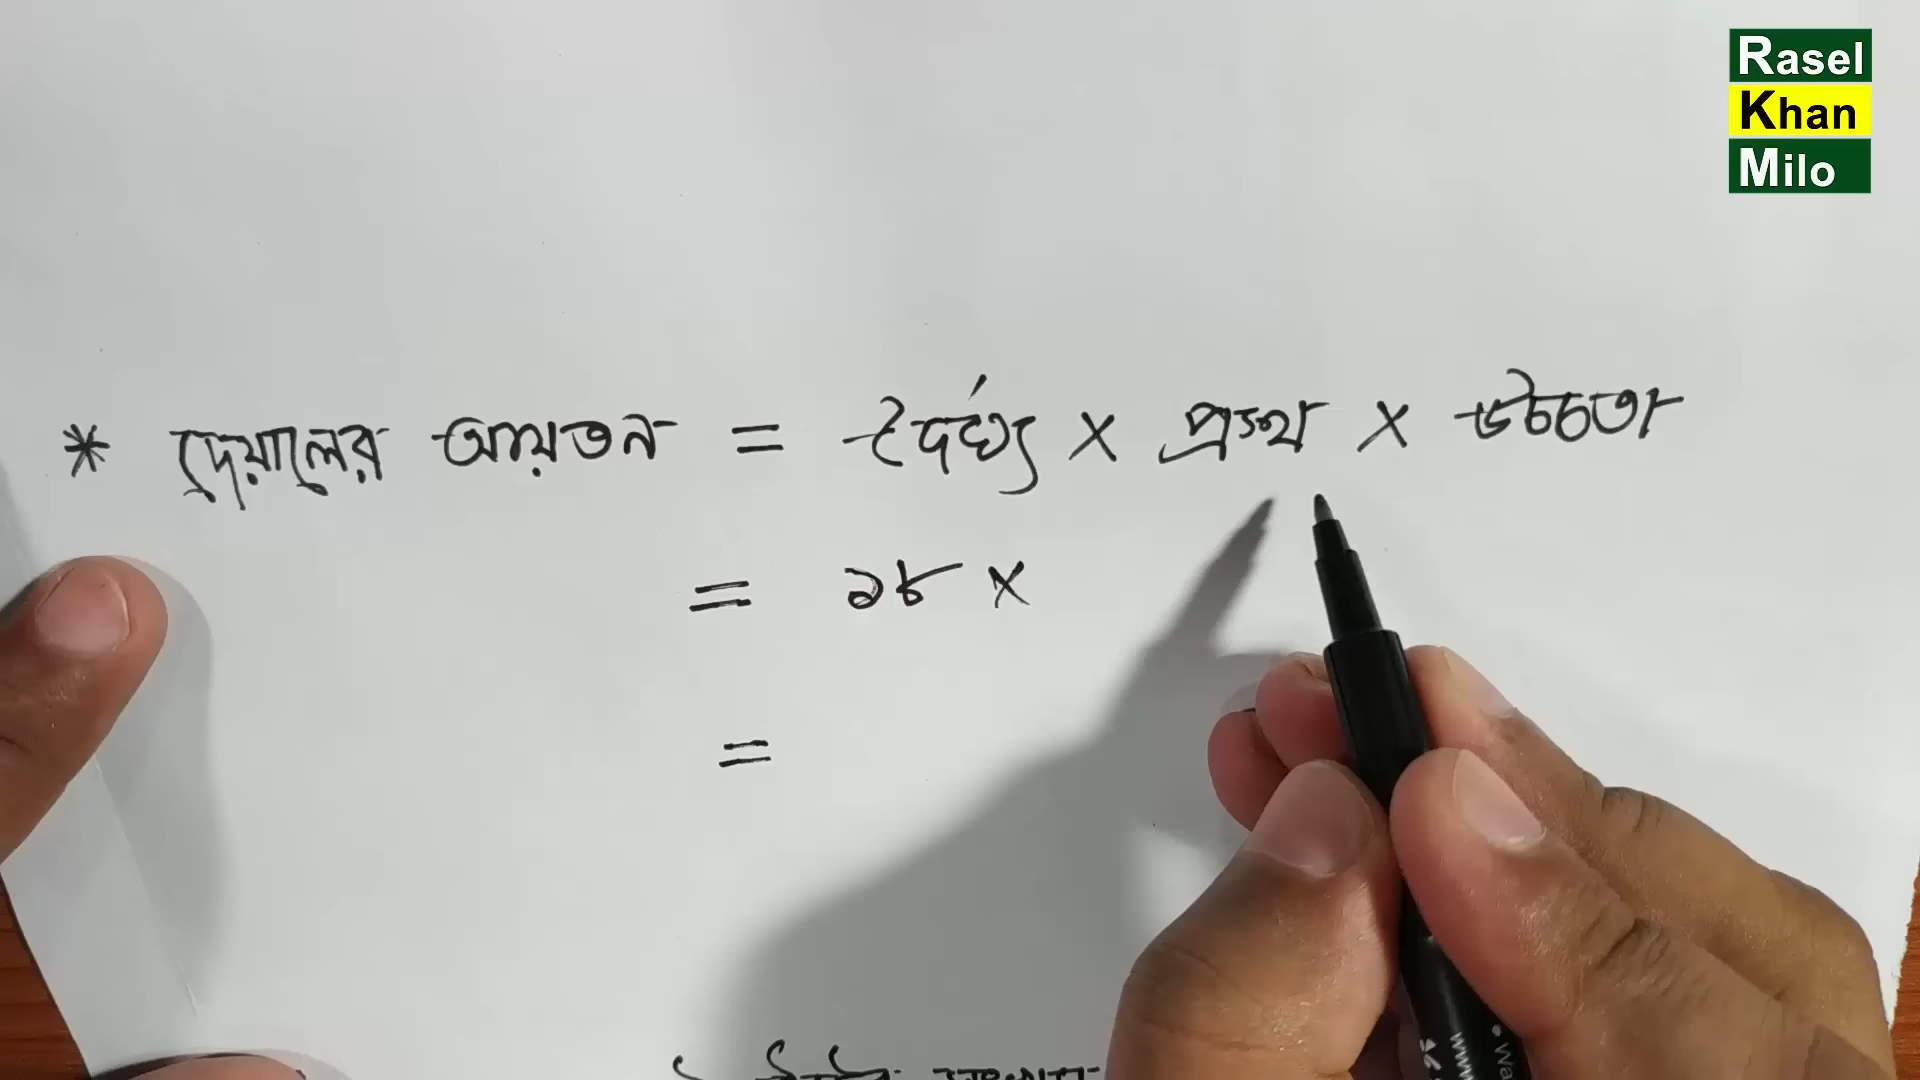 Rasel
Khan
Milo
* দেয়ালের আয়তন = দৈর্ঘ্য × প্রস্থ × উচ্চতা
= ১৮ ×
=